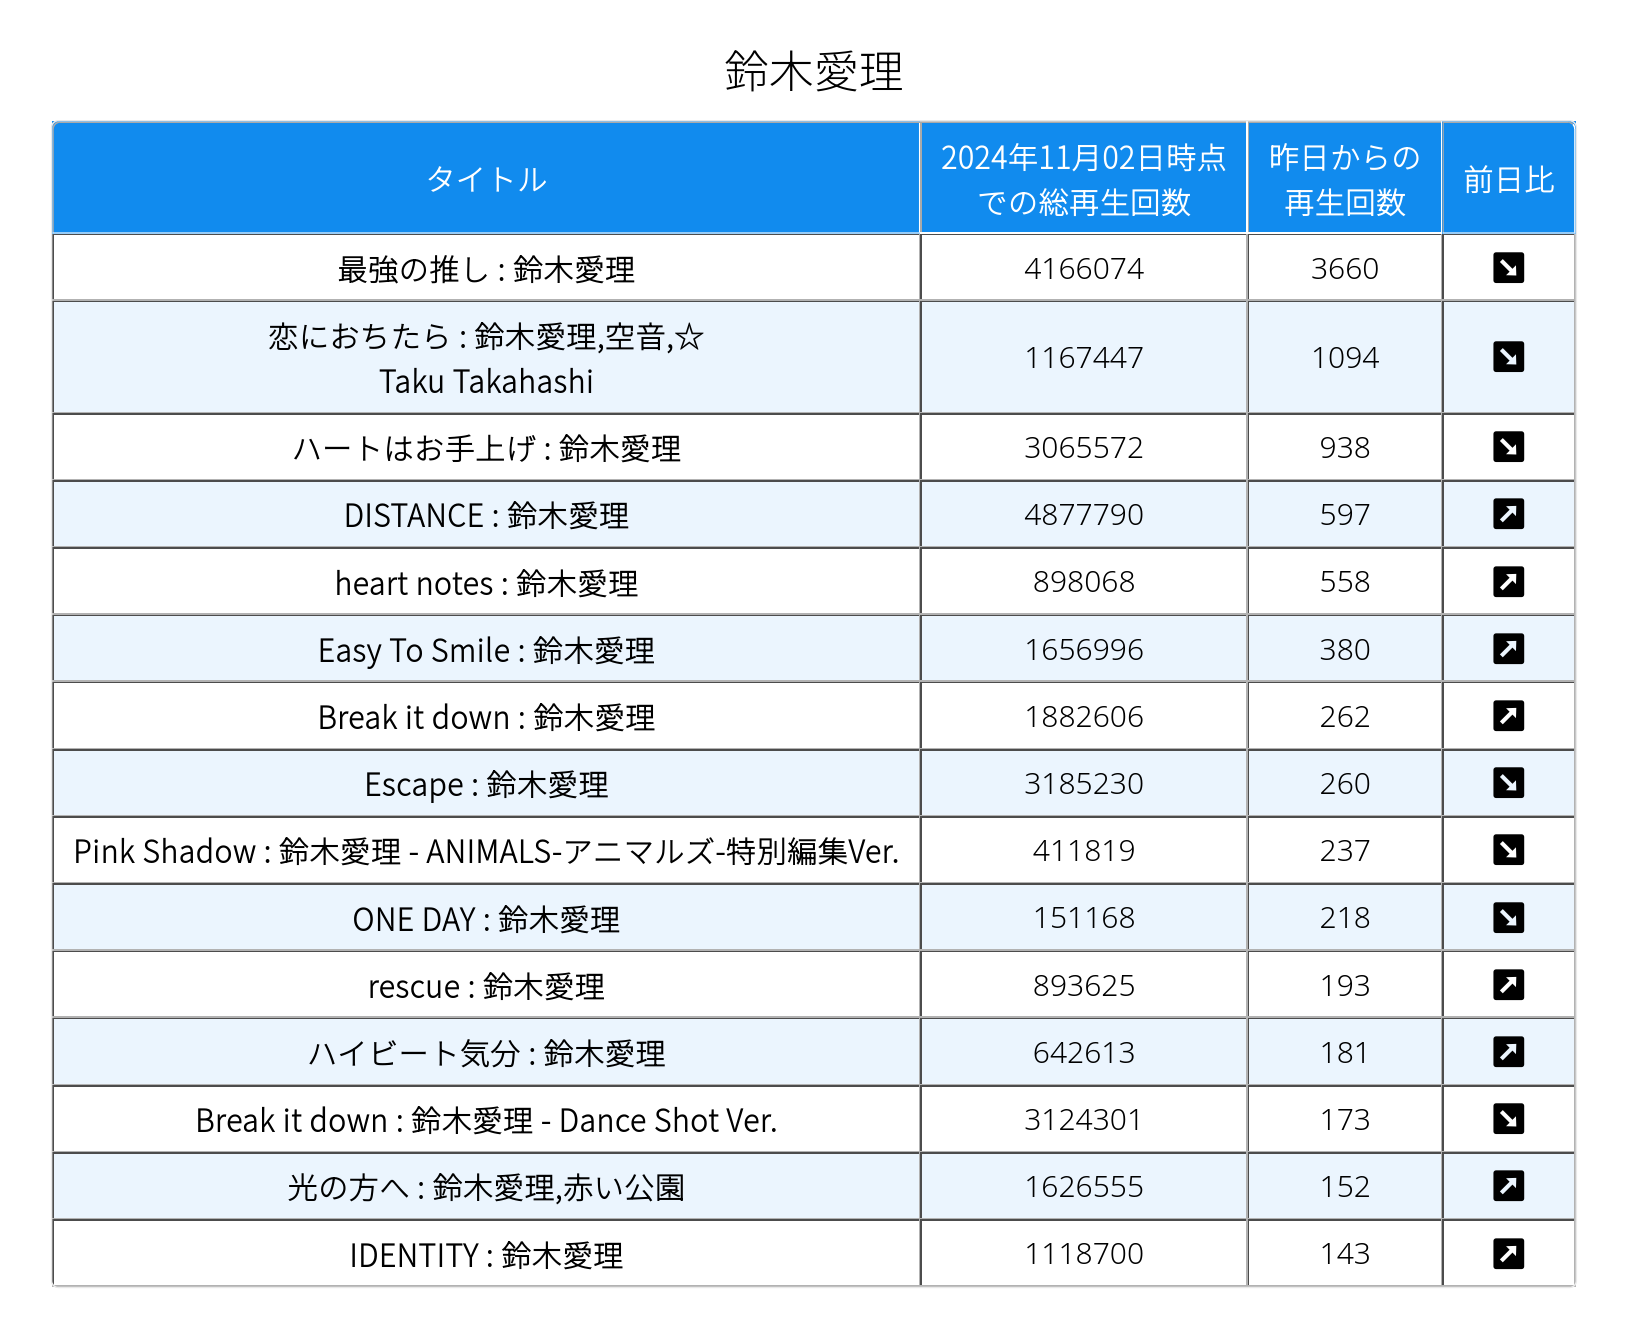 鈴木愛理
タイトル
2024年11月02日時点
での総再生回数
昨日からの
再生回数
前日比
最強の推し : 鈴木愛理 4166074 3660
恋におちたら : 鈴木愛理,空音,☆
Taku Takahashi 1167447 1094
ハートはお手上げ : 鈴木愛理 3065572 938
DISTANCE : 鈴木愛理 4877790 597
heart notes : 鈴木愛理 898068 558
Easy To Smile : 鈴木愛理 1656996 380
Break it down : 鈴木愛理 1882606 262
Escape : 鈴木愛理 3185230 260
Pink Shadow : 鈴木愛理 - ANIMALS-アニマルズ-特別編集Ver. 411819 237
ONE DAY : 鈴木愛理 151168 218
rescue : 鈴木愛理 893625 193
ハイビート気分 : 鈴木愛理 642613 181
Break it down : 鈴木愛理 - Dance Shot Ver. 3124301 173
光の方へ : 鈴木愛理,赤い公園 1626555 152
IDENTITY : 鈴木愛理 1118700 143